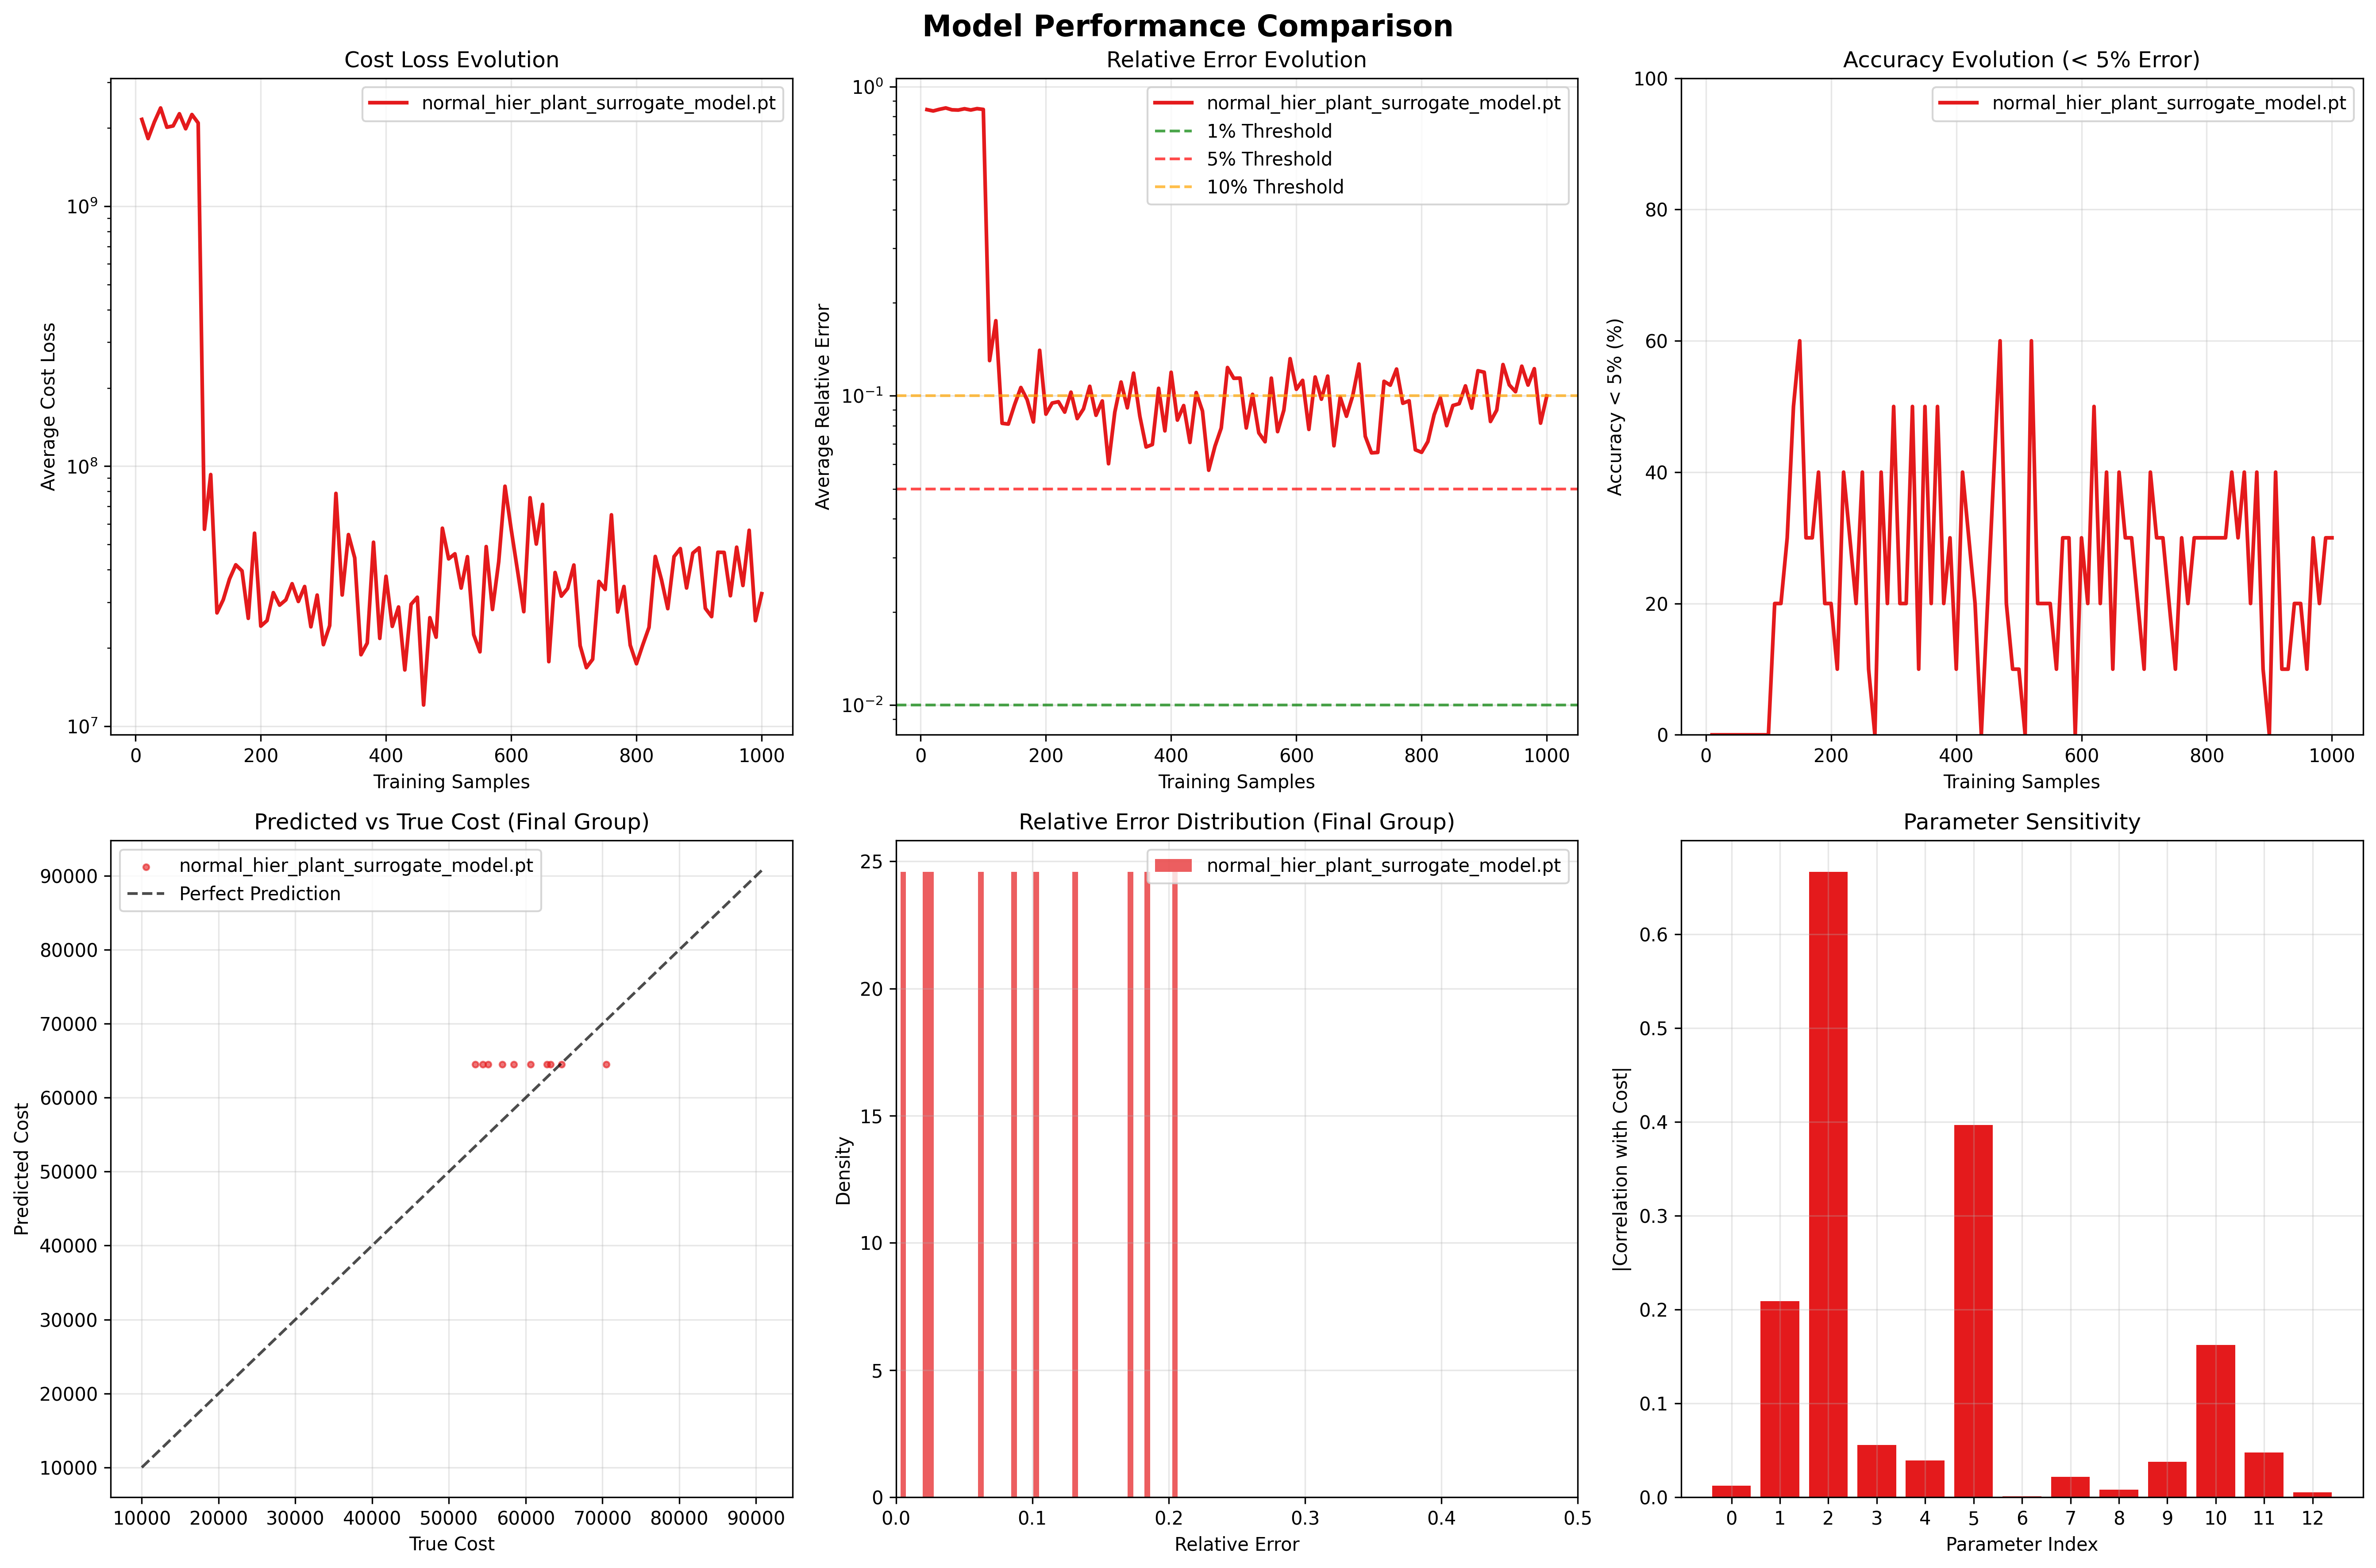 Model Performance Comparison
Cost Loss Evolution
normal_hier_plant_surrogate_model.pt
10⁹
10⁸
10⁷
Average Cost Loss
0 200 400 600 800 1000
Training Samples
Relative Error Evolution
normal_hier_plant_surrogate_model.pt
1% Threshold
5% Threshold
10% Threshold
10⁰
10⁻¹
10⁻²
Average Relative Error
0 200 400 600 800 1000
Training Samples
Accuracy Evolution (< 5% Error)
normal_hier_plant_surrogate_model.pt
100
80
60
40
20
0
Accuracy < 5% (%)
0 200 400 600 800 1000
Training Samples
Predicted vs True Cost (Final Group)
normal_hier_plant_surrogate_model.pt
Perfect Prediction
90000
80000
70000
60000
50000
40000
30000
20000
10000
Predicted Cost
10000 20000 30000 40000 50000 60000 70000 80000 90000
True Cost
Relative Error Distribution (Final Group)
normal_hier_plant_surrogate_model.pt
25
20
15
10
5
0
Density
0.0 0.1 0.2 0.3 0.4 0.5
Relative Error
Parameter Sensitivity
0.6
0.5
0.4
0.3
0.2
0.1
0.0
|Correlation with Cost|
0 1 2 3 4 5 6 7 8 9 10 11 12
Parameter Index